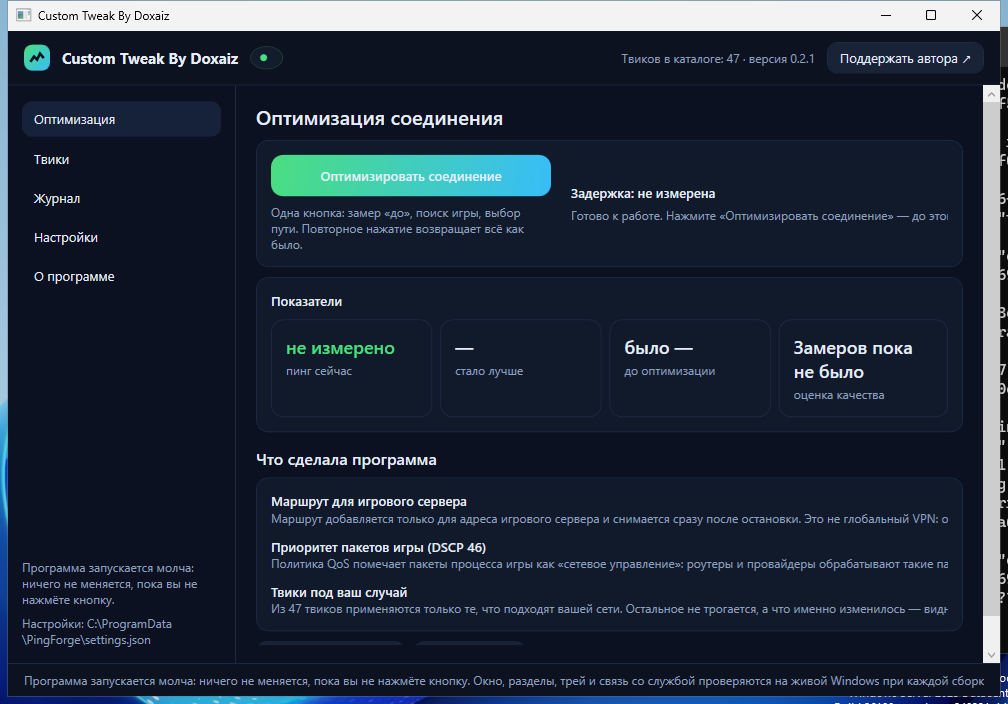 Custom Tweak By Doxaiz
Custom Tweak By Doxaiz
Твиков в каталоге: 47 · версия 0.2.1
Поддержать автора ↗
Оптимизация
Твики
Журнал
Настройки
О программе
Программа запускается молча:
ничего не меняется, пока вы не
нажмёте кнопку.
Настройки: C:\ProgramData
\PingForge\settings.json
Оптимизация соединения
Оптимизировать соединение
Одна кнопка: замер «до», поиск игры, выбор
пути. Повторное нажатие возвращает всё как
было.
Задержка: не измерена
Готово к работе. Нажмите «Оптимизировать соединение» — до
Показатели
не измерено
пинг сейчас
—
стало лучше
было —
до оптимизации
Замеров пока
не было
оценка качества
Что сделала программа
Маршрут для игрового сервера
Маршрут добавляется только для адреса игрового сервера и снимается сразу после остановки. Это не глобальный VPN:
Приоритет пакетов игры (DSCP 46)
Политика QoS помечает пакеты процесса игры как «сетевое управление»: роутеры и провайдеры обрабатывают такие
Твики под ваш случай
Из 47 твиков применяются только те, что подходят вашей сети. Остальное не трогается, а что именно изменилось —
Программа запускается молча: ничего не меняется, пока вы не нажмёте кнопку. Окно, разделы, трей и связь со службой проверяются на живой Windows при каждой сборк